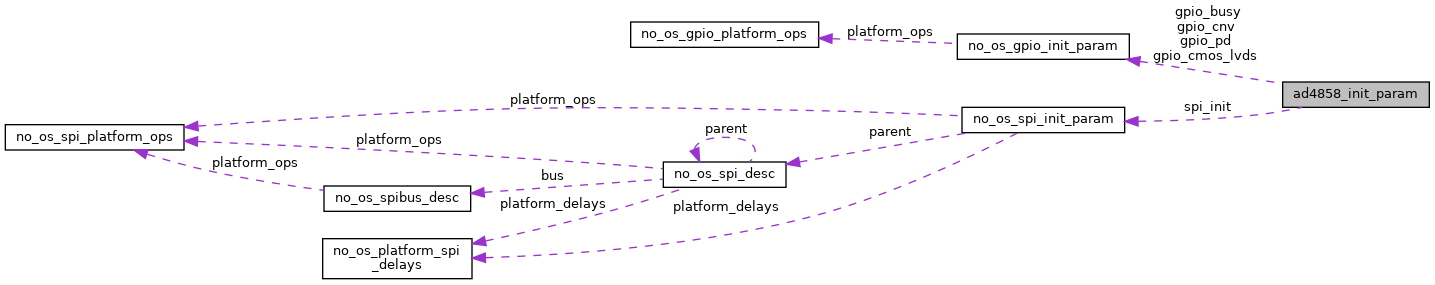 gpio_busy
gpio_cnv
gpio_pd
gpio_cmos_lvds
no_os_gpio_platform_ops
platform_ops
no_os_gpio_init_param
ad4858_init_param
platform_ops
spi_init
no_os_spi_init_param
no_os_spi_platform_ops
platform_ops
parent
parent
platform_ops
bus
no_os_spi_desc
no_os_spibus_desc
platform_delays
platform_delays
no_os_platform_spi
_delays